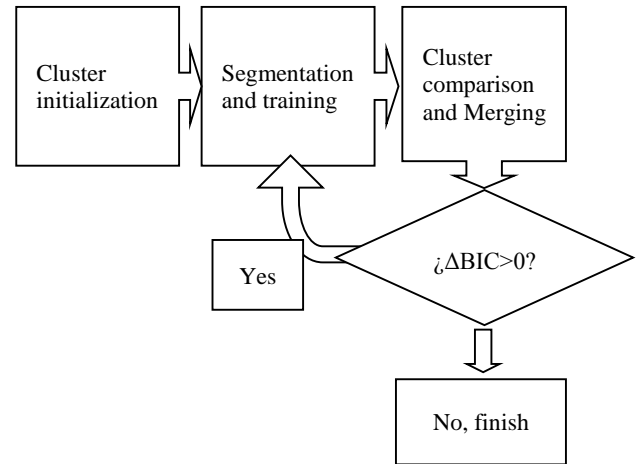 Cluster
initialization
Segmentation
and training
Cluster
comparison
and Merging
¿ΔBIC>0?
Yes
No, finish